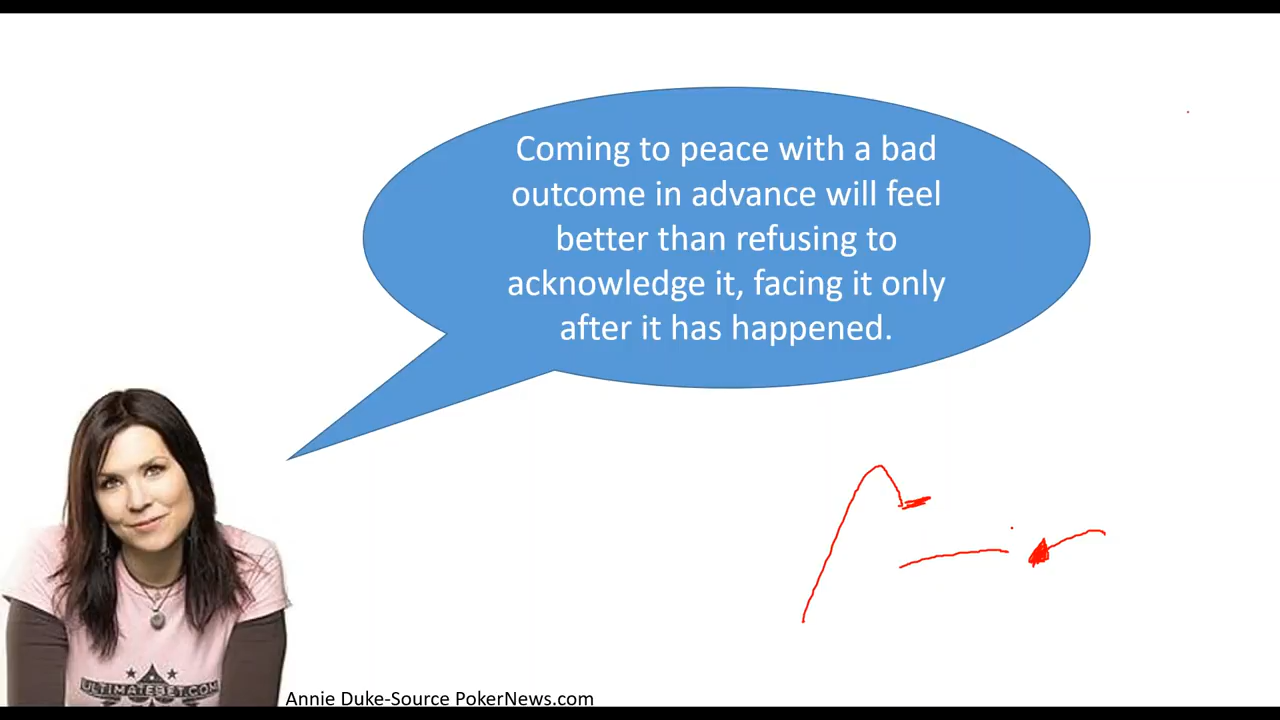 Coming to peace with a bad
outcome in advance will feel
better than refusing to
acknowledge it, facing it only
after it has happened.
ULTIMATEBET.COM
Annie Duke-Source PokerNews.com